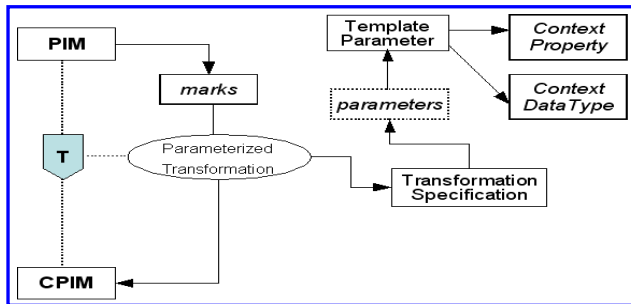 PIM
marks
T
Parameterized
Transformation
CPIM
Template
Parameter
Context
Property
Context
DataType
parameters
Transformation
Specification